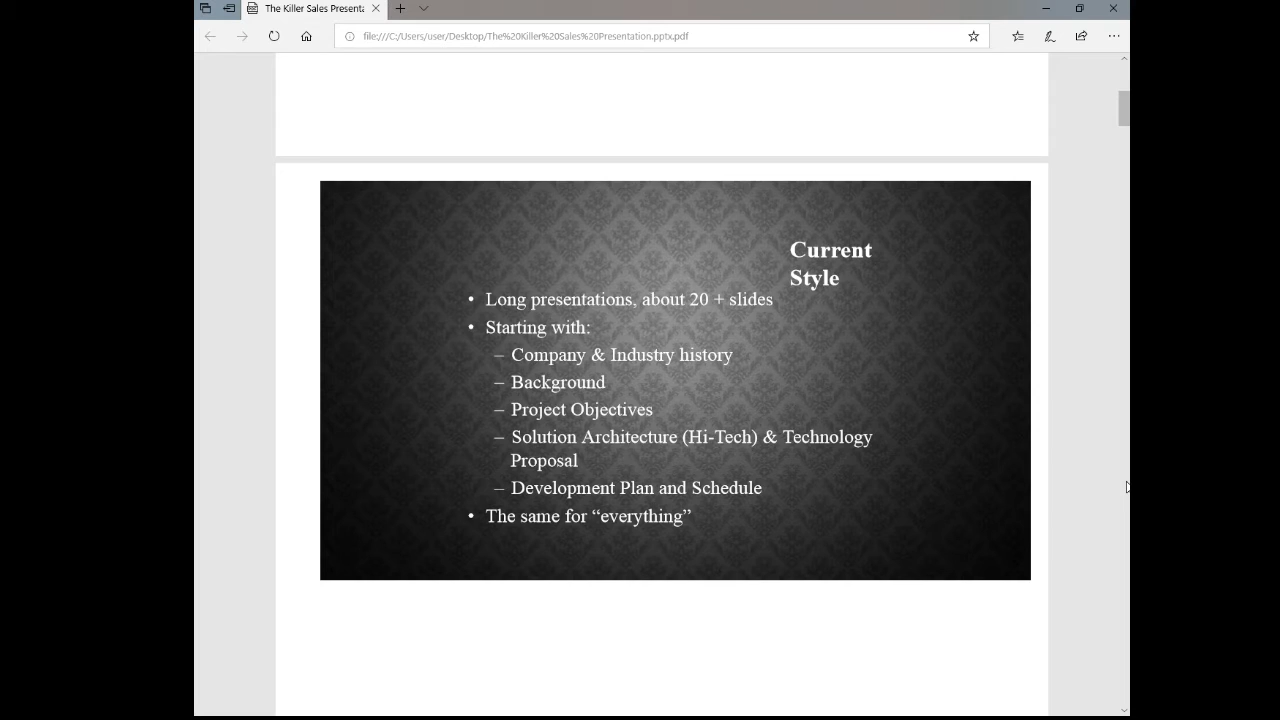 The Killer Sales Presenta
file:///C:/Users/user/Desktop/The%20Killer%20Sales%20Presentation.pptx.pdf
Current
Style
• Long presentations, about 20 + slides
• Starting with:
– Company & Industry history
– Background
– Project Objectives
– Solution Architecture (Hi-Tech) & Technology
Proposal
– Development Plan and Schedule
• The same for “everything”